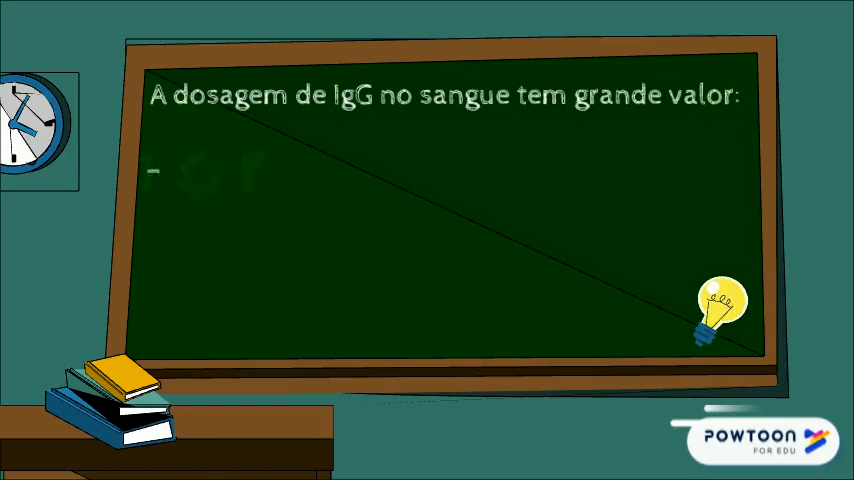 A dosagem de IgG no sangue tem grande valor:
-
POWTOON
FOR EDU